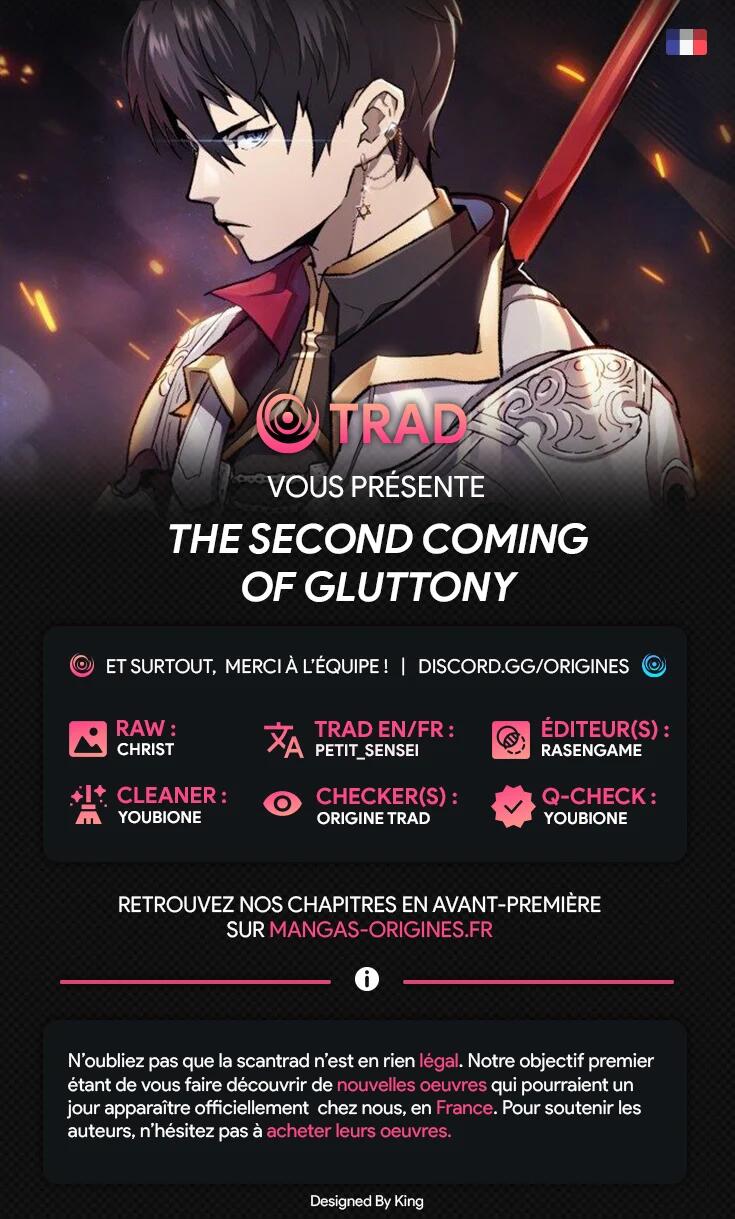 TRAD
VOUS PRÉSENTE
THE SECOND COMING
OF GLUTTONY
ET SURTOUT, MERCI À L'ÉQUIPE ! | DISCORD.GG/ORIGINES
RAW :
CHRIST
TRAD EN/FR :
PETIT_SENSEI
ÉDITEUR(S) :
RASENGAME
CLEANER :
YOUBIONE
CHECKER(S) :
ORIGINE TRAD
Q-CHECK :
YOUBIONE
RETROUVEZ NOS CHAPITRES EN AVANT-PREMIÈRE
SUR MANGAS-ORIGINES.FR
N'oubliez pas que la scantrad n'est en rien légal. Notre objectif premier
étant de vous faire découvrir de nouvelles oeuvres qui pourraient un
jour apparaître officiellement chez nous, en France. Pour soutenir les
auteurs, n'hésitez pas à acheter leurs oeuvres.
Designed By King